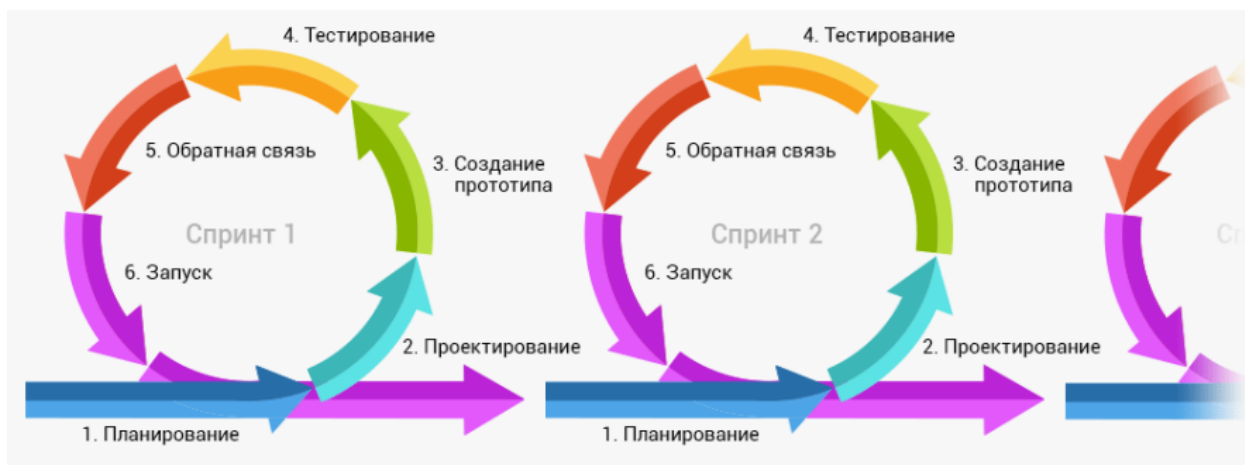 4. Тестирование
5. Обратная связь
3. Создание
прототипа
Спринт 1
6. Запуск
2. Проектирование
1. Планирование
4. Тестирование
5. Обратная связь
3. Создание
прототипа
Спринт 2
6. Запуск
2. Проектирование
1. Планирование